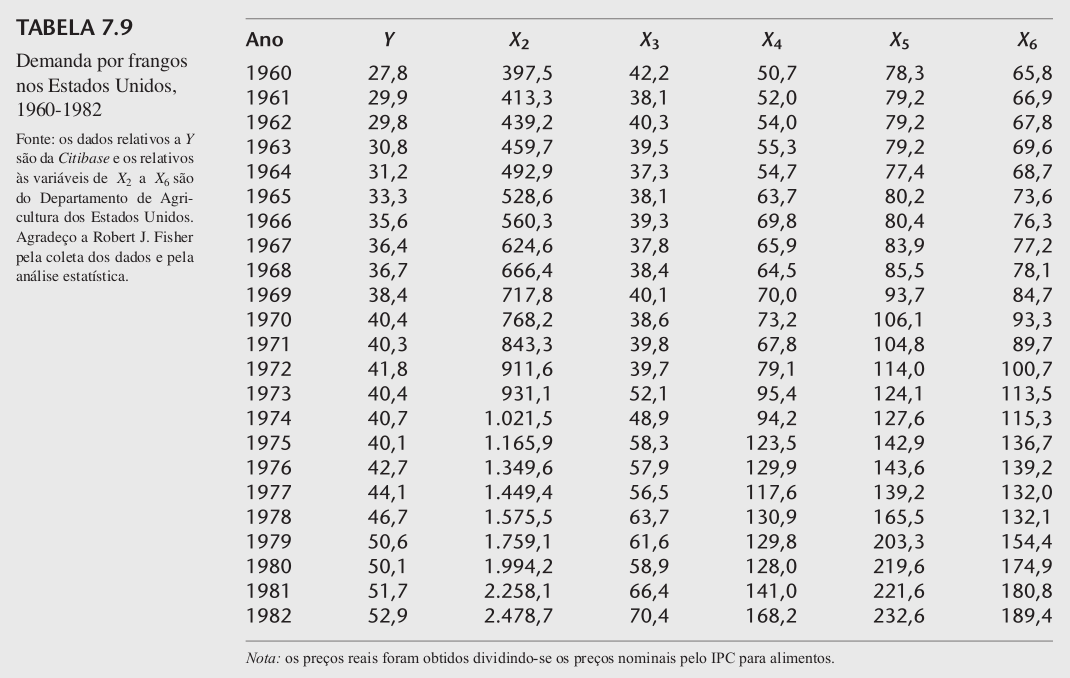 TABELA 7.9
Demanda por frangos
nos Estados Unidos,
1960-1982
Fonte: os dados relativos a Y
são da Citibase e os relativos
às variáveis de X2 a X6 são
do Departamento de Agri-
cultura dos Estados Unidos.
Agradeço a Robert J. Fisher
pela coleta dos dados e pela
análise estatística.
Ano Y X2 X3 X4 X5 X6
1960 27,8 397,5 42,2 50,7 78,3 65,8
1961 29,9 413,3 38,1 52,0 79,2 66,9
1962 29,8 439,2 40,3 54,0 79,2 67,8
1963 30,8 459,7 39,5 55,3 79,2 69,6
1964 31,2 492,9 37,3 54,7 77,4 68,7
1965 33,3 528,6 38,1 63,7 80,2 73,6
1966 35,6 560,3 39,3 69,8 80,4 76,3
1967 36,4 624,6 37,8 65,9 83,9 77,2
1968 36,7 666,4 38,4 64,5 85,5 78,1
1969 38,4 717,8 40,1 70,0 93,7 84,7
1970 40,4 768,2 38,6 73,2 106,1 93,3
1971 40,3 843,3 39,8 67,8 104,8 89,7
1972 41,8 911,6 39,7 79,1 114,0 100,7
1973 40,4 931,1 52,1 95,4 124,1 113,5
1974 40,7 1.021,5 48,9 94,2 127,6 115,3
1975 40,1 1.165,9 58,3 123,5 142,9 136,7
1976 42,7 1.349,6 57,9 129,9 143,6 139,2
1977 44,1 1.449,4 56,5 117,6 139,2 132,0
1978 46,7 1.575,5 63,7 130,9 165,5 132,1
1979 50,6 1.759,1 61,6 129,8 203,3 154,4
1980 50,1 1.994,2 58,9 128,0 219,6 174,9
1981 51,7 2.258,1 66,4 141,0 221,6 180,8
1982 52,9 2.478,7 70,4 168,2 232,6 189,4
Nota: os preços reais foram obtidos dividindo-se os preços nominais pelo IPC para alimentos.